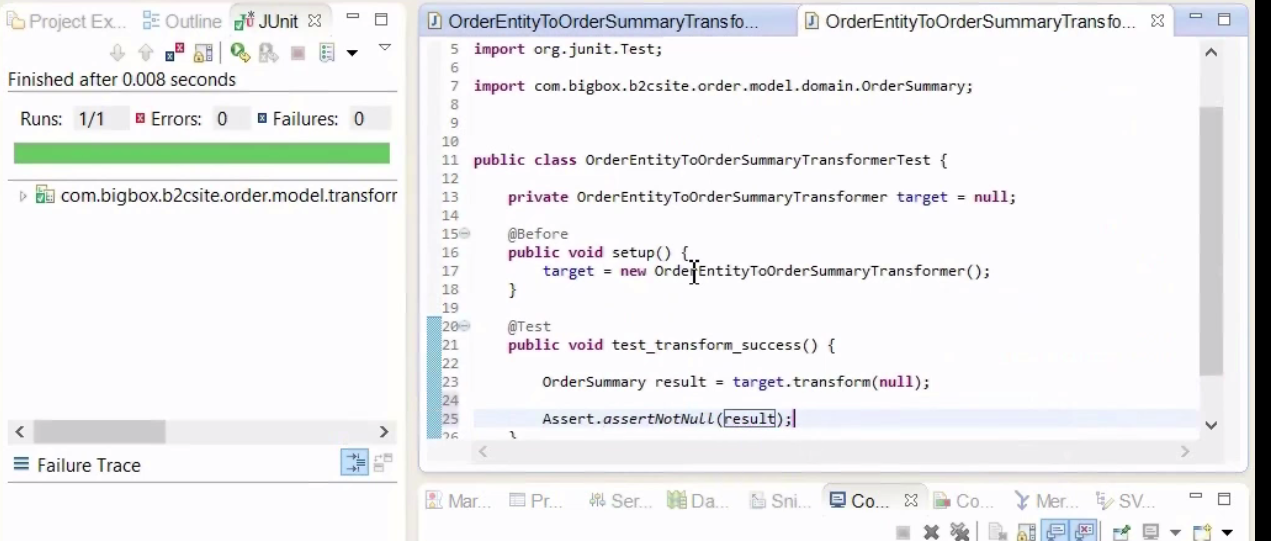 Project Ex... Outline JUnit
Finished after 0.008 seconds
Runs: 1/1 Errors: 0 Failures: 0
com.bigbox.b2csite.order.model.transforr
Failure Trace
OrderEntityToOrderSummaryTransfo... OrderEntityToOrderSummaryTransfo...
5 import org.junit.Test;
6
7 import com.bigbox.b2csite.order.model.domain.OrderSummary;
8
9
10
11 public class OrderEntityToOrderSummaryTransformerTest {
12
13 private OrderEntityToOrderSummaryTransformer target = null;
14
15 @Before
16 public void setup() {
17 target = new OrderEntityToOrderSummaryTransformer();
18 }
19
20 @Test
21 public void test_transform_success() {
22
23 OrderSummary result = target.transform(null);
24
25 Assert.assertNotNull(result);
26 }
Mar... Pr... Ser... Da... Sni... Co... Co... Mer... SV...